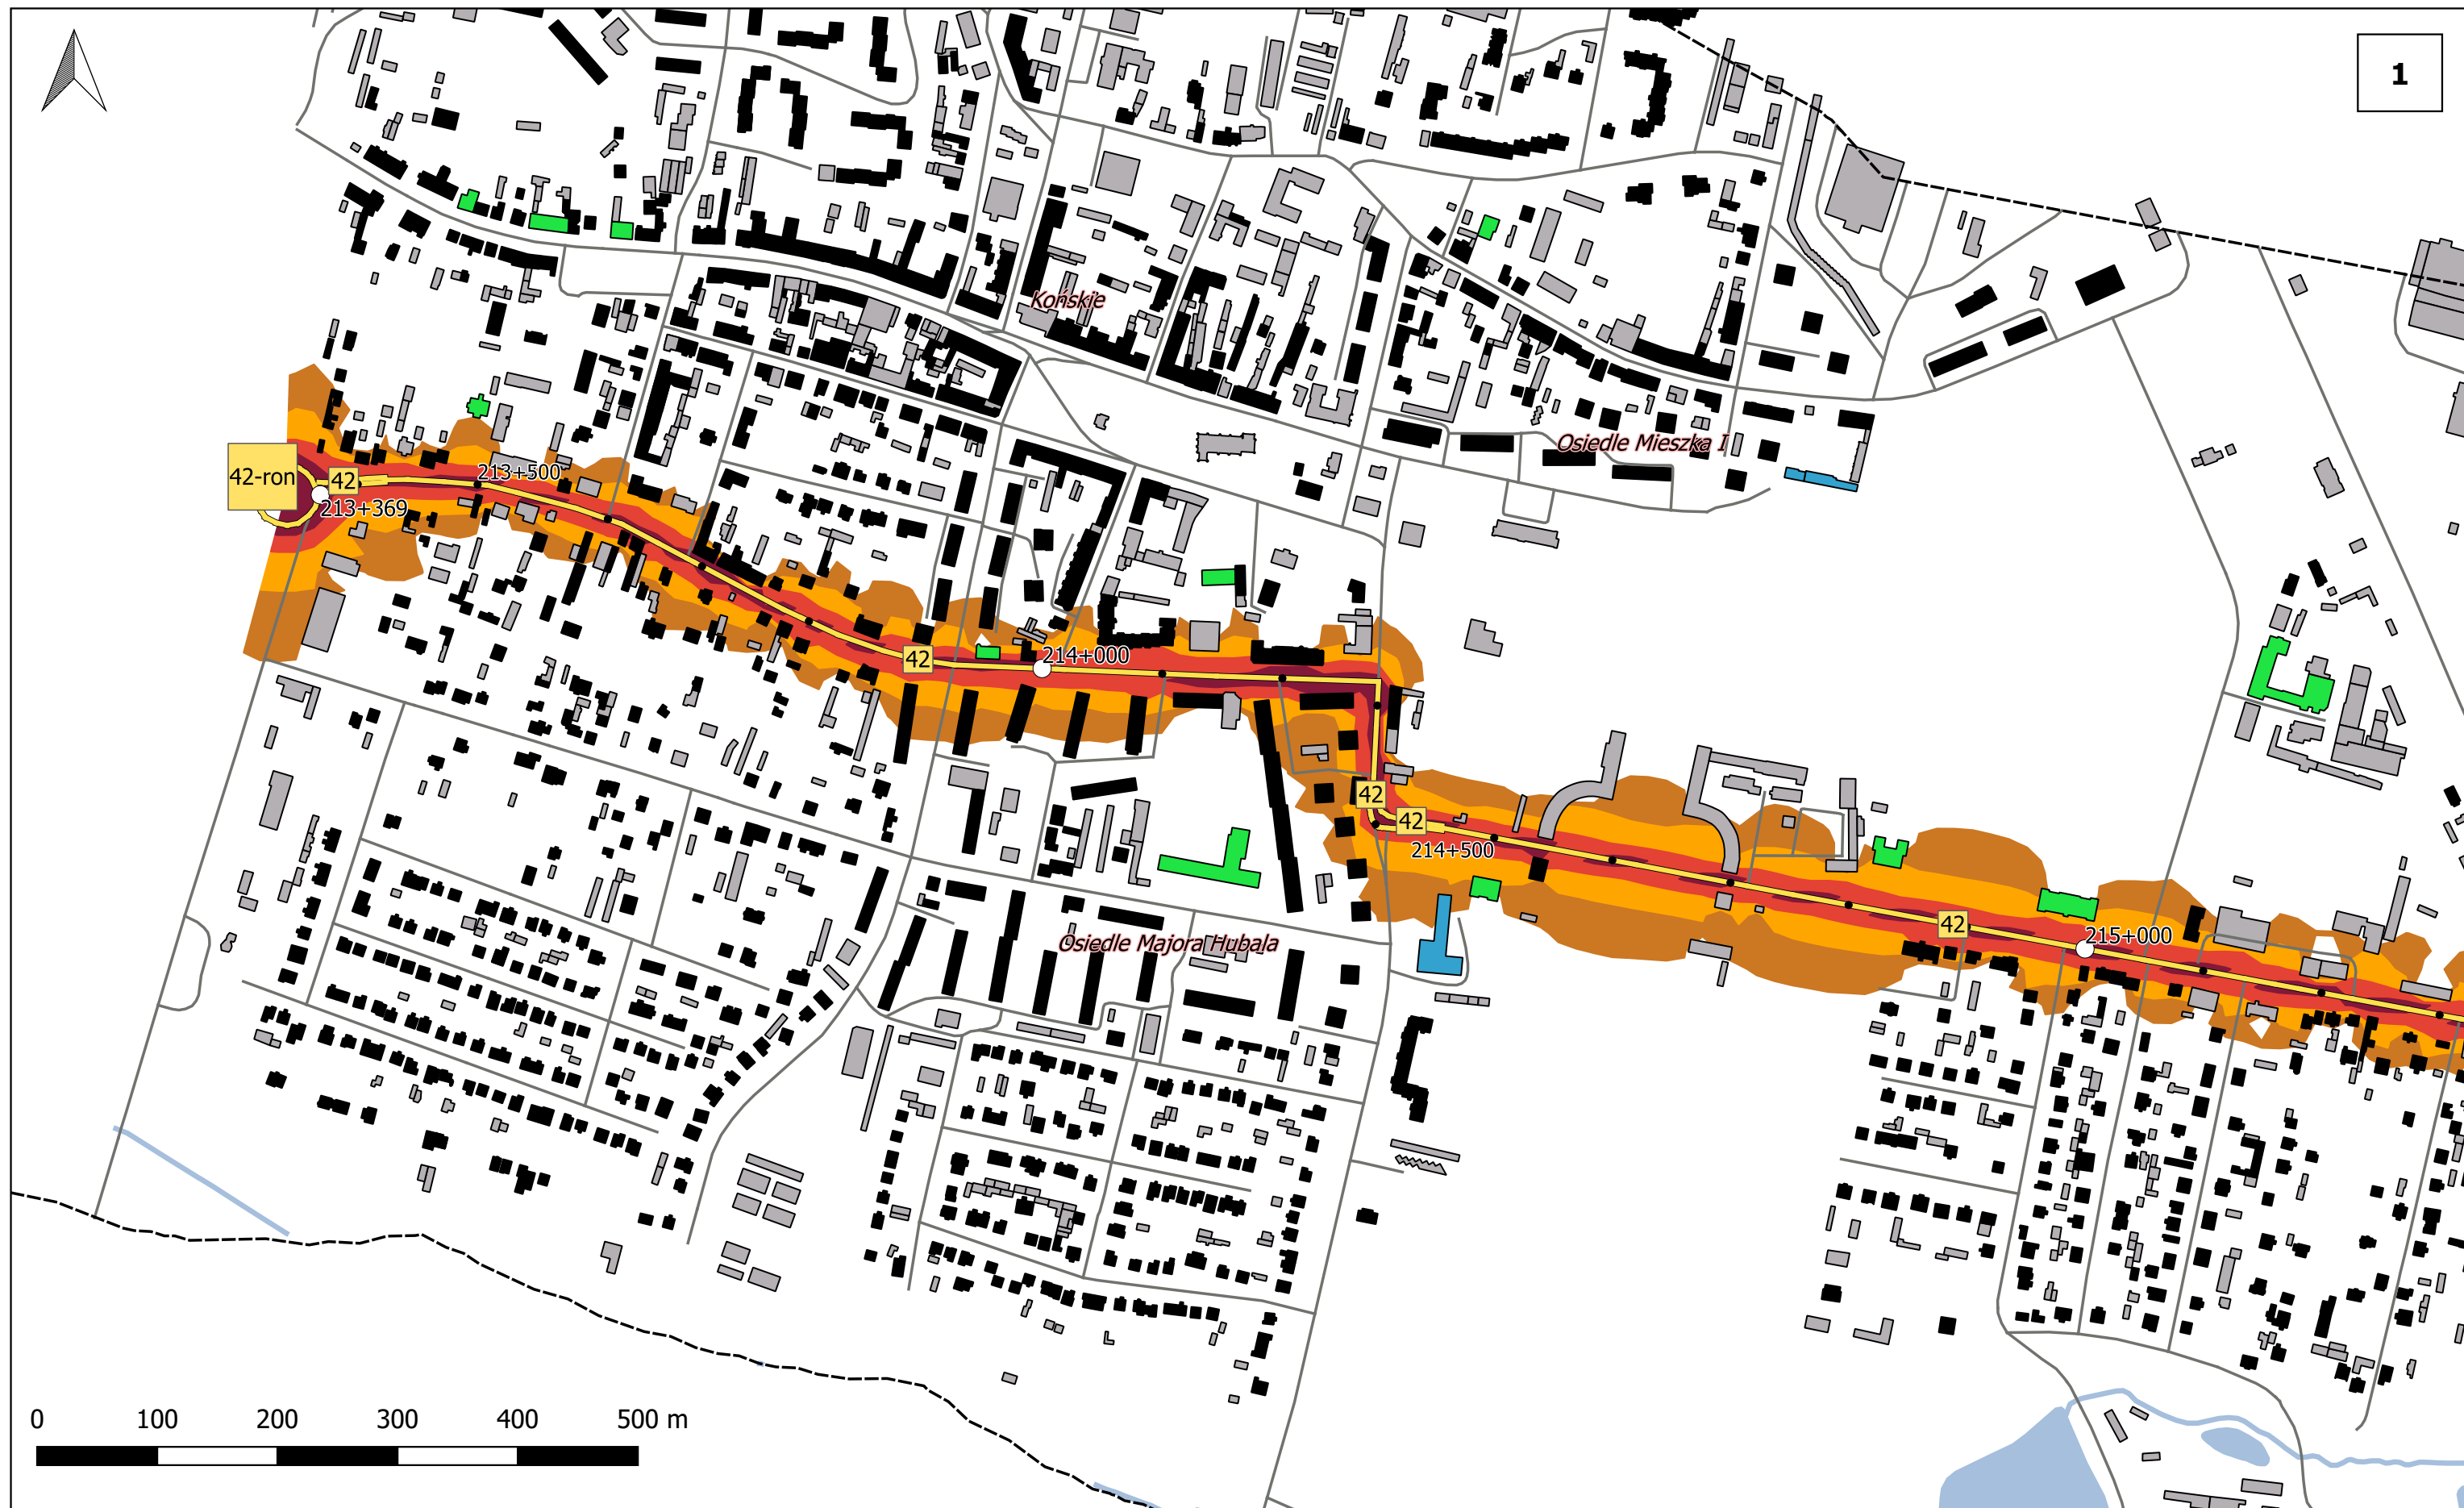 1
Końskie
Osiedle Mieszka I
42-ron
42
213+500
213+369
42
214+000
42
42
214+500
42
215+000
Osiedle Majora Hubala
0 100 200 300 400 500 m